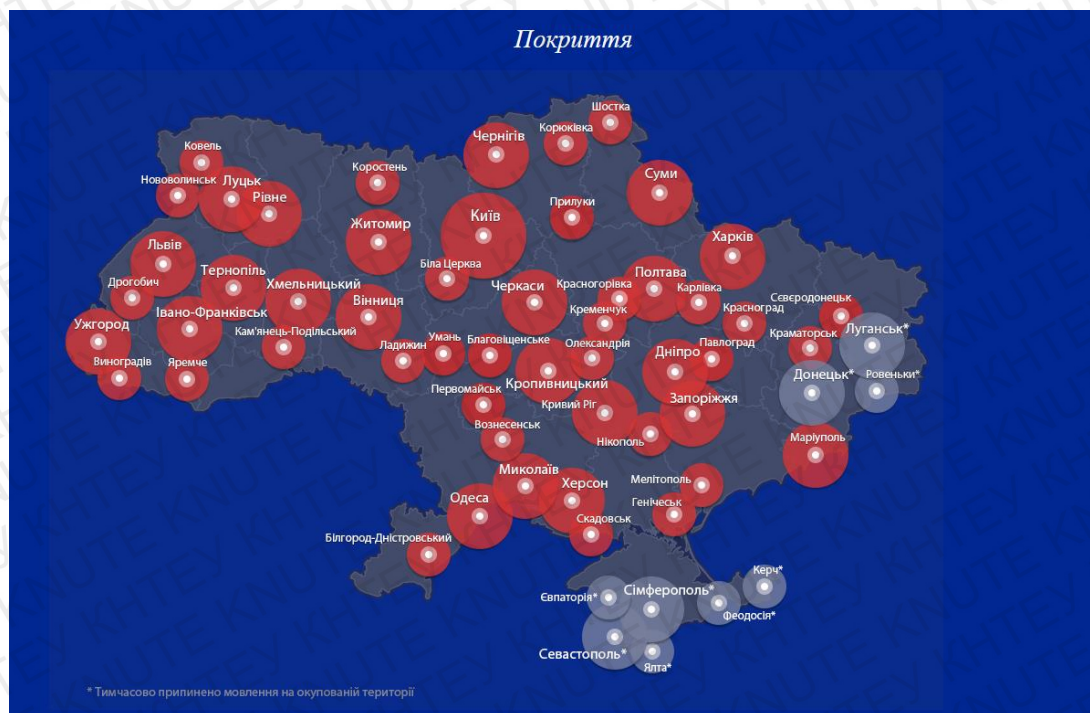 Покриття
Шостка
Корюківка
Чернігів
Ковель
Коростень
Суми
Нововолинськ
Луцьк
Рівне
Прилуки
Київ
Житомир
Харків
Львів
Біла Церква
Тернопіль
Полтава
Дрогобич
Хмельницький
Красногорівка
Карлівка
Черкаси
Сєвєродонецьк
Вінниця
Івано-Франківськ
Кременчук
Красноград
Ужгород
Кам'янець-Подільський
Луганськ*
Умань
Благовіщенське
Краматорськ
Ладижин
Олександрія
Павлоград
Дніпро
Виноградів
Яремче
Донецьк*
Ровеньки*
Кропивницький
Первомайськ
Кривий Ріг
Запоріжжя
Вознесенськ
Нікополь
Маріуполь
Миколаїв
Мелітополь
Херсон
Одеса
Генічеськ
Скадовськ
Білгород-Дністровський
Керч*
Сімферополь*
Євпаторія*
Феодосія*
Севастополь*
Ялта*
* Тимчасово припинено мовлення на окупованій території